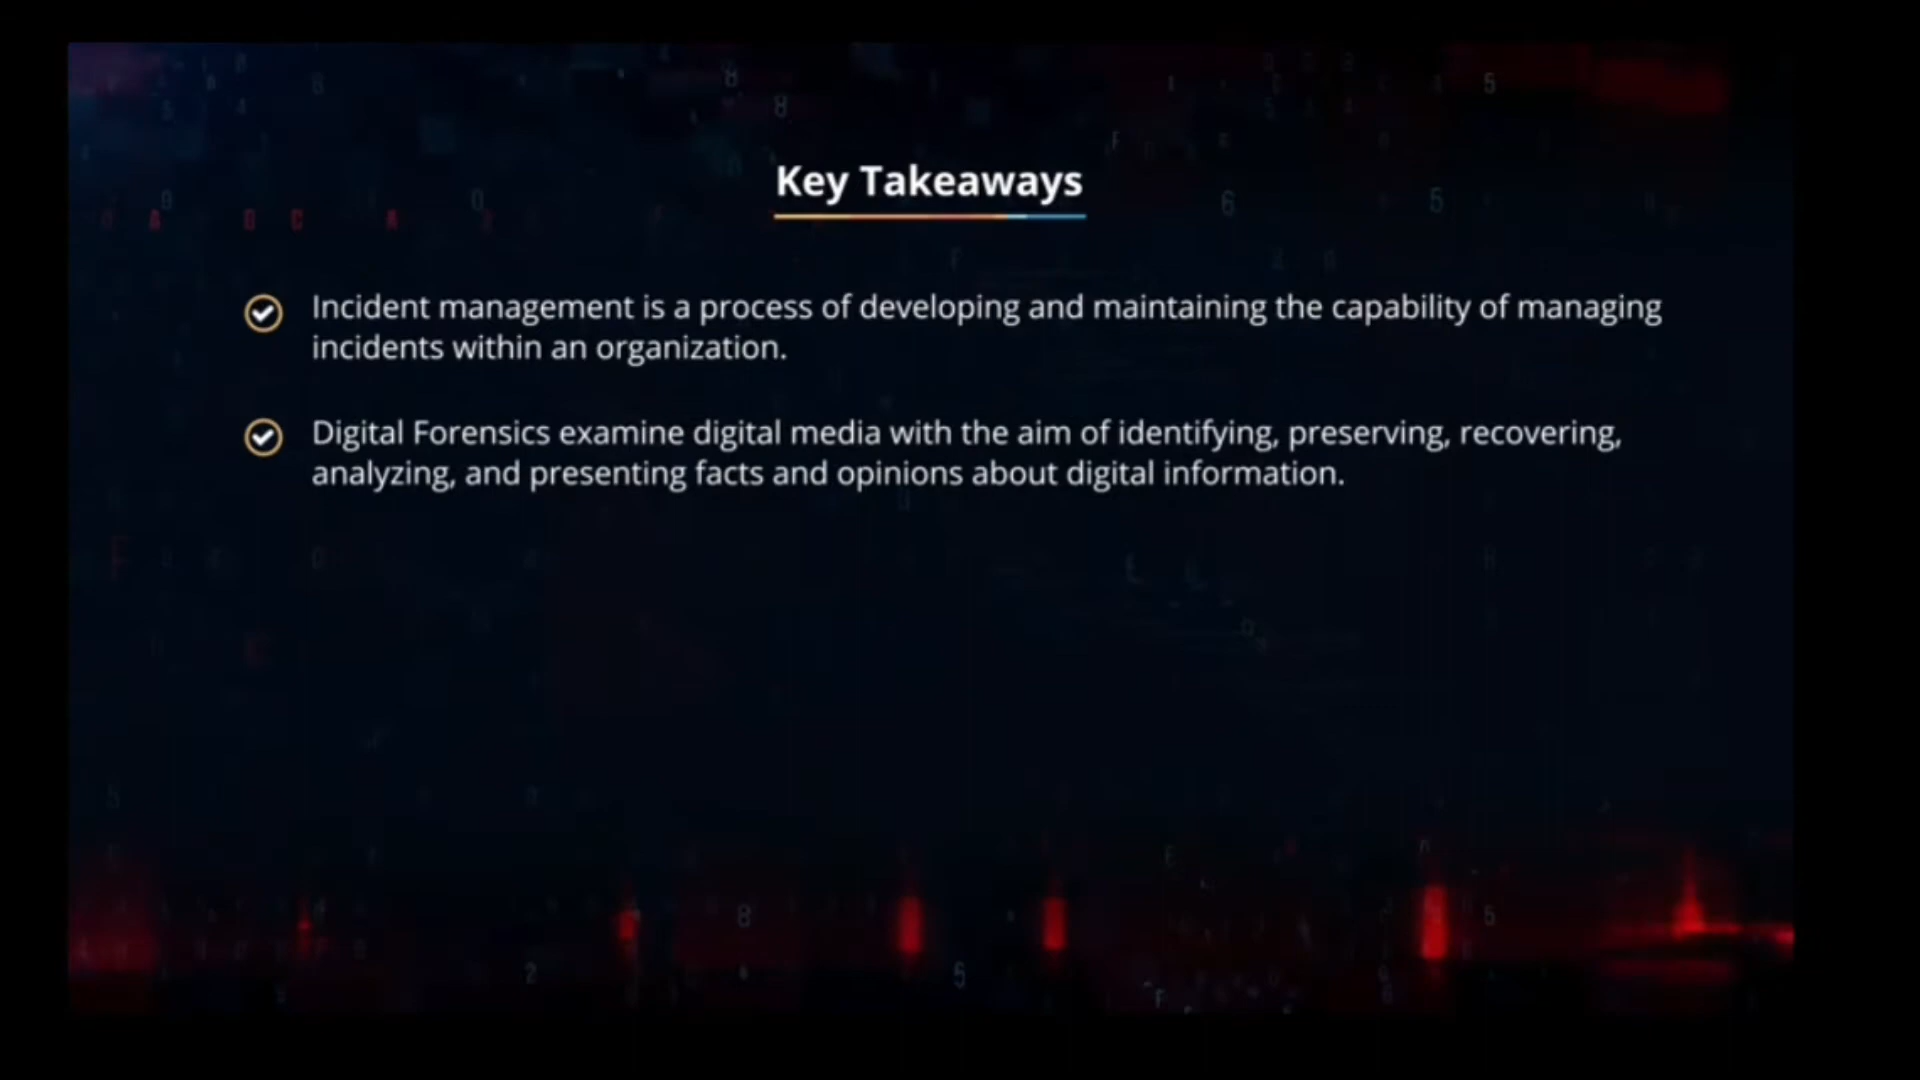 Key Takeaways
Incident management is a process of developing and maintaining the capability of managing
incidents within an organization.
Digital Forensics examine digital media with the aim of identifying, preserving, recovering,
analyzing, and presenting facts and opinions about digital information.